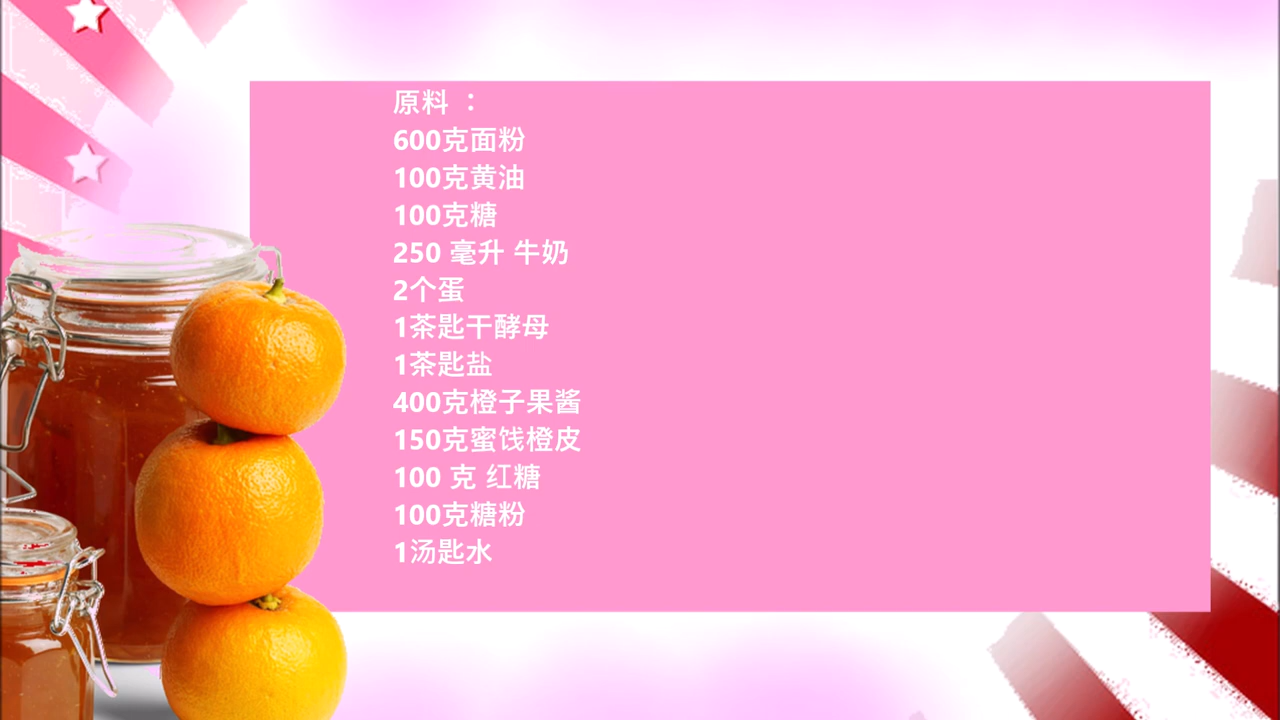 原料 ：
600克面粉
100克黄油
100克糖
250 毫升 牛奶
2个蛋
1茶匙干酵母
1茶匙盐
400克橙子果酱
150克蜜饯橙皮
100 克 红糖
100克糖粉
1汤匙水